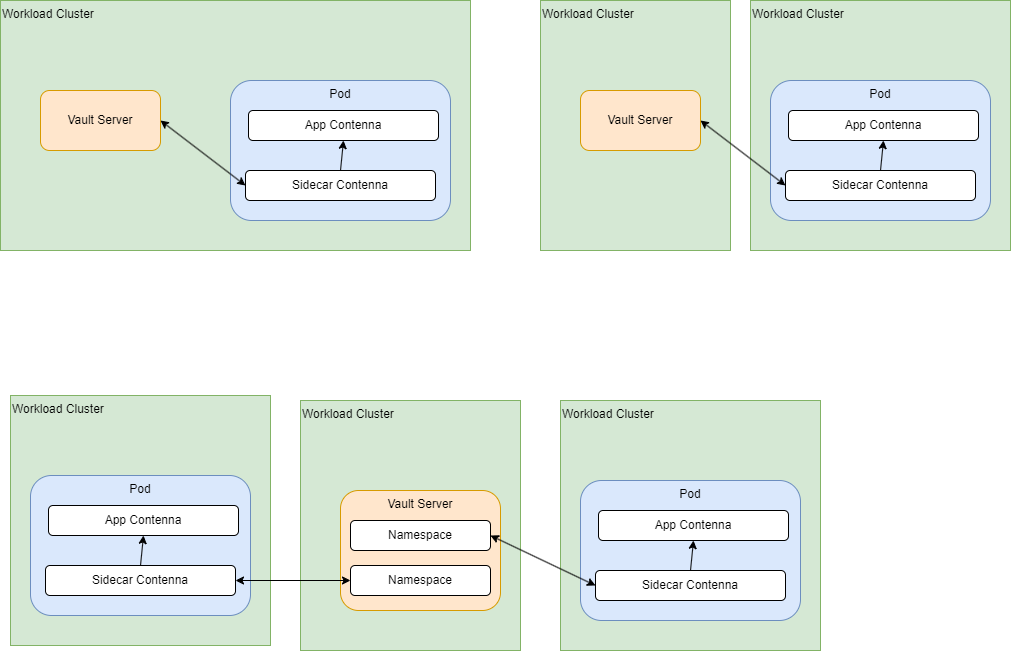 Workload Cluster
Vault Server
Pod
App Contenna
Sidecar Contenna
Workload Cluster
Vault Server
Workload Cluster
Pod
App Contenna
Sidecar Contenna
Workload Cluster
Pod
App Contenna
Sidecar Contenna
Workload Cluster
Vault Server
Namespace
Namespace
Workload Cluster
Pod
App Contenna
Sidecar Contenna